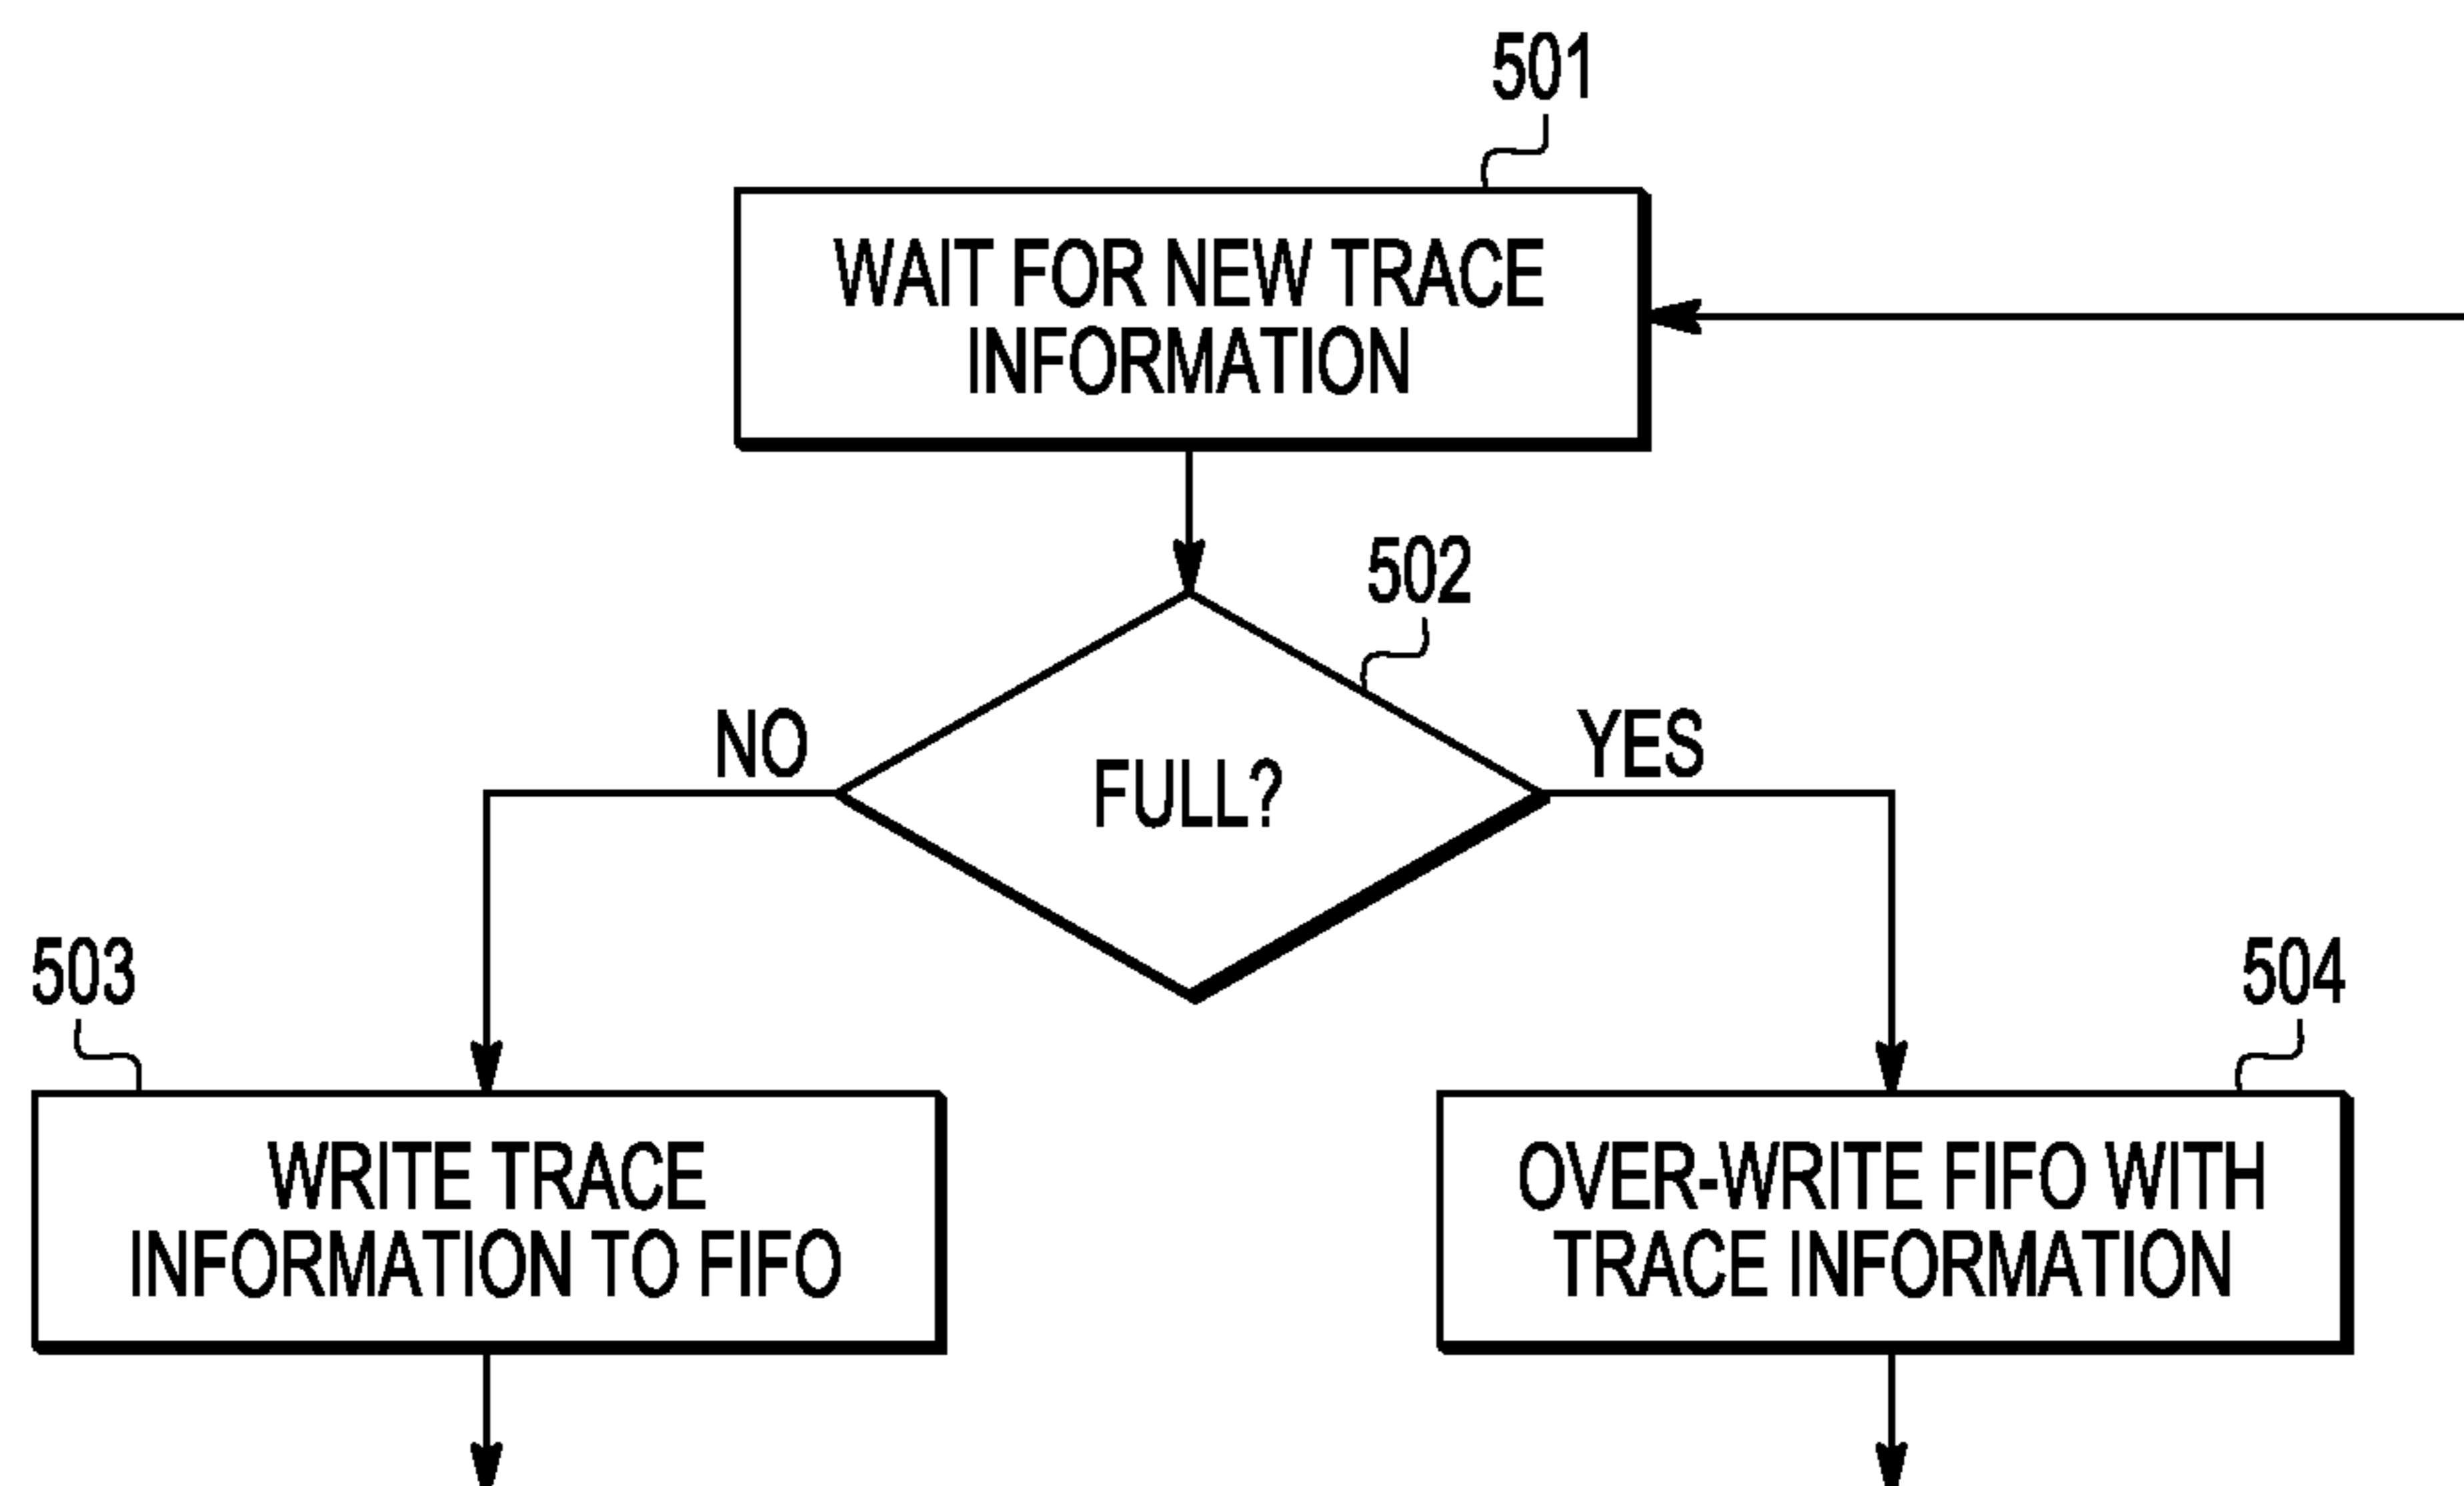 501
WAIT FOR NEW TRACE
INFORMATION
502
NO
FULL?
YES
503
504
WRITE TRACE
INFORMATION TO FIFO
OVER-WRITE FIFO WITH
TRACE INFORMATION